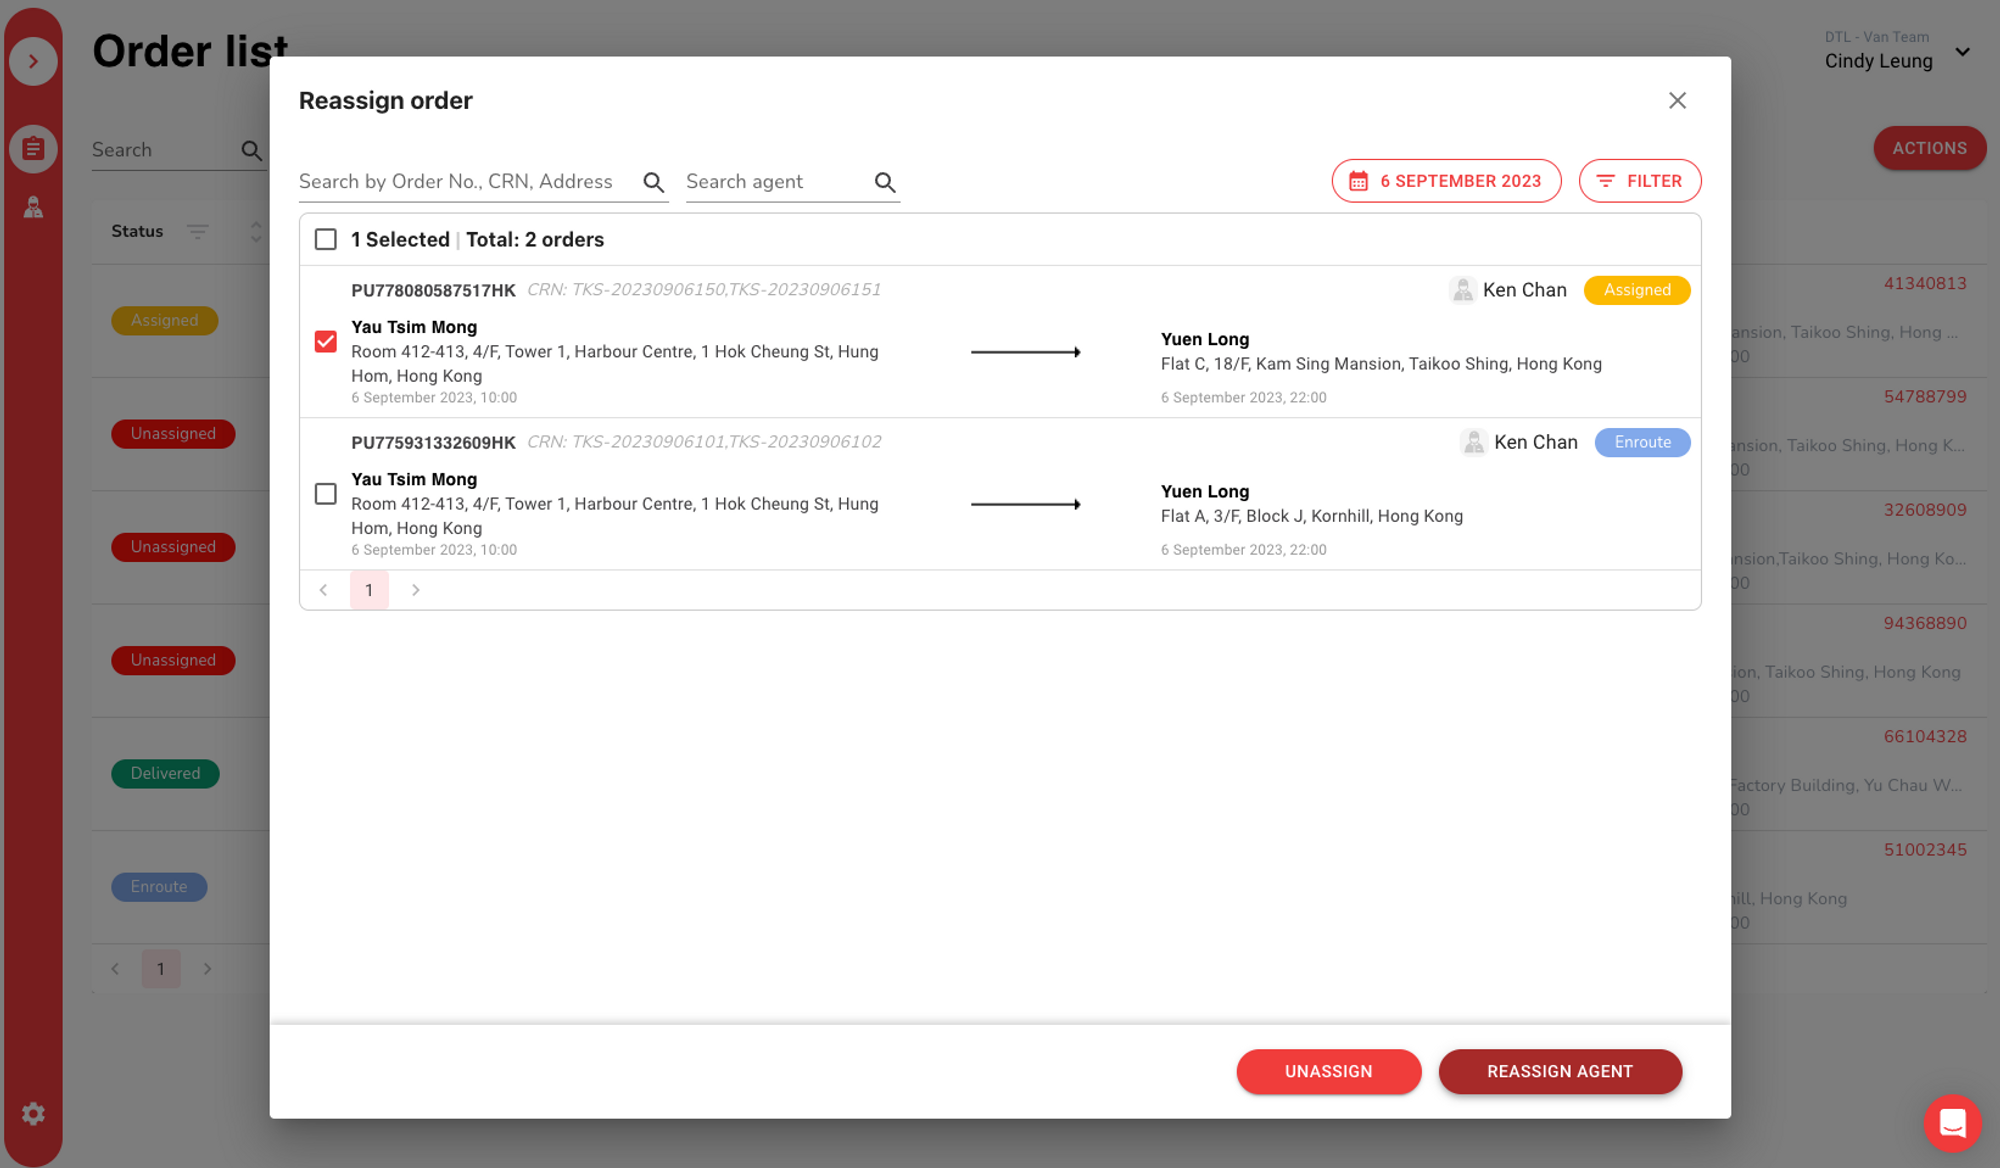 Order list
DTL - Van Team
Cindy Leung
Reassign order
Search
ACTIONS
Search by Order No., CRN, Address
Search agent
6 SEPTEMBER 2023
FILTER
Status
1 Selected | Total: 2 orders
PU778080587517HK CRN: TKS-20230906150,TKS-20230906151
Ken Chan
Assigned
Yau Tsim Mong
Room 412-413, 4/F, Tower 1, Harbour Centre, 1 Hok Cheung St, Hung
Hom, Hong Kong
6 September 2023, 10:00
Yuen Long
Flat C, 18/F, Kam Sing Mansion, Taikoo Shing, Hong Kong
6 September 2023, 22:00
PU775931332609HK CRN: TKS-20230906101,TKS-20230906102
Ken Chan
Enroute
Yau Tsim Mong
Room 412-413, 4/F, Tower 1, Harbour Centre, 1 Hok Cheung St, Hung
Hom, Hong Kong
6 September 2023, 10:00
Yuen Long
Flat A, 3/F, Block J, Kornhill, Hong Kong
6 September 2023, 22:00
1
UNASSIGN
REASSIGN AGENT
Assigned
41340813
ansion, Taikoo Shing, Hong ...
00
Unassigned
54788799
ansion, Taikoo Shing, Hong K...
00
Unassigned
32608909
nsion,Taikoo Shing, Hong Ko...
00
Unassigned
94368890
ion, Taikoo Shing, Hong Kong
00
Delivered
66104328
Factory Building, Yu Chau W...
00
Enroute
51002345
ill, Hong Kong
00
1